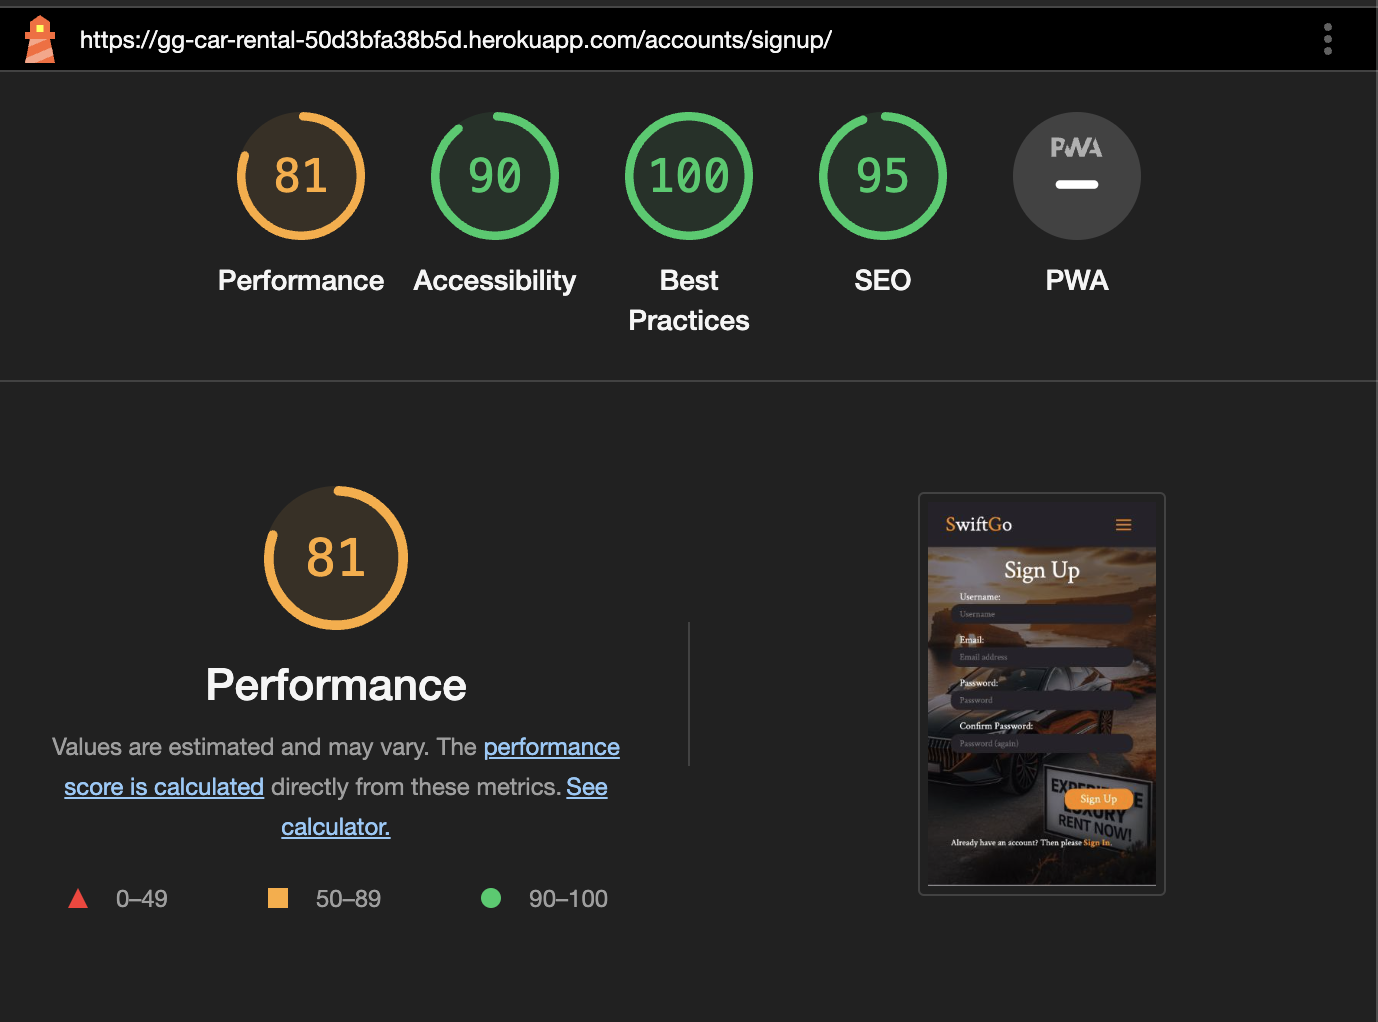 https://gg-car-rental-50d3bfa38b5d.herokuapp.com/accounts/signup/
81
90
100
95
PWA
Performance
Accessibility
Best
Practices
SEO
PWA
81
Performance
Values are estimated and may vary. The performance
score is calculated directly from these metrics. See
calculator.
0–49
50–89
90–100
SwiftGo
Sign Up
Username:
Username
Email:
Email address
Password:
Password
Confirm Password:
Password (again)
Sign Up
RENT NOW!
Already have an account? Then please Sign In.